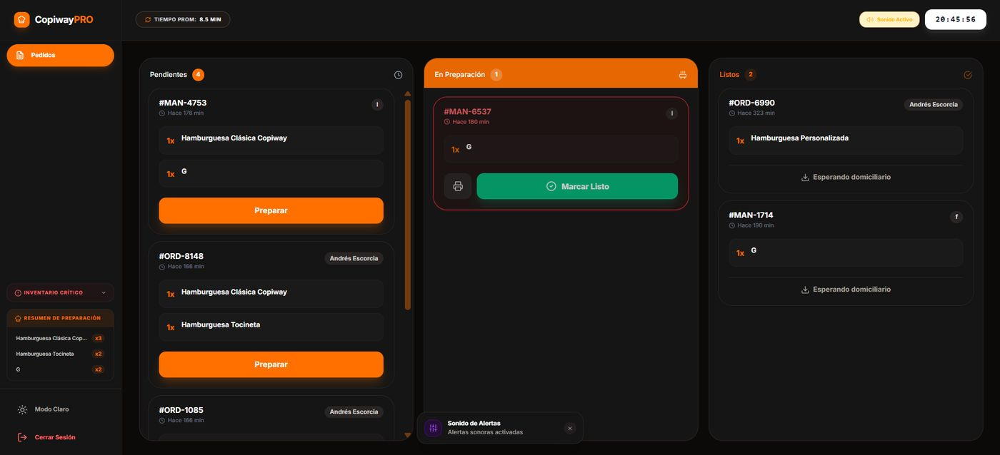 CopiwayPRO
TIEMPO PROM: 8.5 MIN
Sonido Activo
20:45:56
Pedidos
INVENTARIO CRÍTICO
RESUMEN DE PREPARACIÓN
Hamburguesa Clásica Cop... x3
Hamburguesa Tocineta x2
G x2
Modo Claro
Cerrar Sesión
Pendientes 4
#MAN-4753 I
Hace 178 min
1x Hamburguesa Clásica Copiway
1x G
Preparar
#ORD-8148 Andrés Escorcia
Hace 166 min
1x Hamburguesa Clásica Copiway
1x Hamburguesa Tocineta
Preparar
#ORD-1085 Andrés Escorcia
Hace 166 min
En Preparación 1
#MAN-6537 I
Hace 180 min
1x G
Marcar Listo
Listos 2
#ORD-6990 Andrés Escorcia
Hace 323 min
1x Hamburguesa Personalizada
Esperando domiciliario
#MAN-1714 f
Hace 190 min
1x G
Esperando domiciliario
Sonido de Alertas
Alertas sonoras activadas